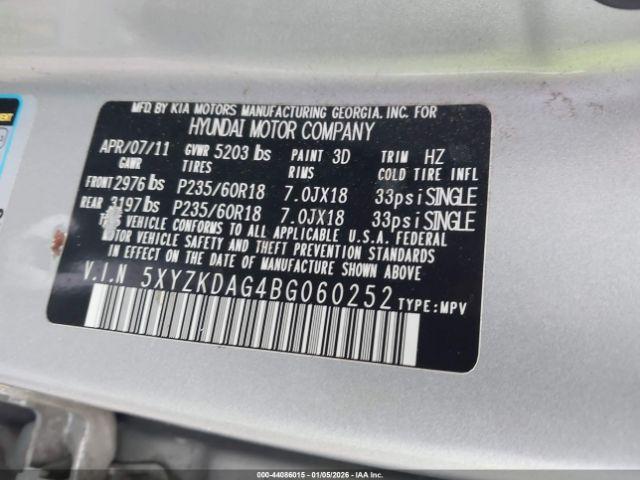 MFD. BY KIA MOTORS MANUFACTURING GEORGIA, INC. FOR
HYUNDAI MOTOR COMPANY
APR/07/11 GVWR 5203 lbs PAINT 3D TRIM HZ
GAWR TIRES RIMS COLD TIRE INFL
FRONT 2976 lbs P235/60R18 7.0JX18 33psi SINGLE
REAR 3197 lbs P235/60R18 7.0JX18 33psi SINGLE
THIS VEHICLE CONFORMS TO ALL APPLICABLE U.S.A. FEDERAL
MOTOR VEHICLE SAFETY AND THEFT PREVENTION STANDARDS
IN EFFECT ON THE DATE OF MANUFACTURE SHOWN ABOVE.
V.I.N 5XYZKDAG4BG060252 TYPE: MPV
000-44086015 | 01/05/2026 | IAAI.COM